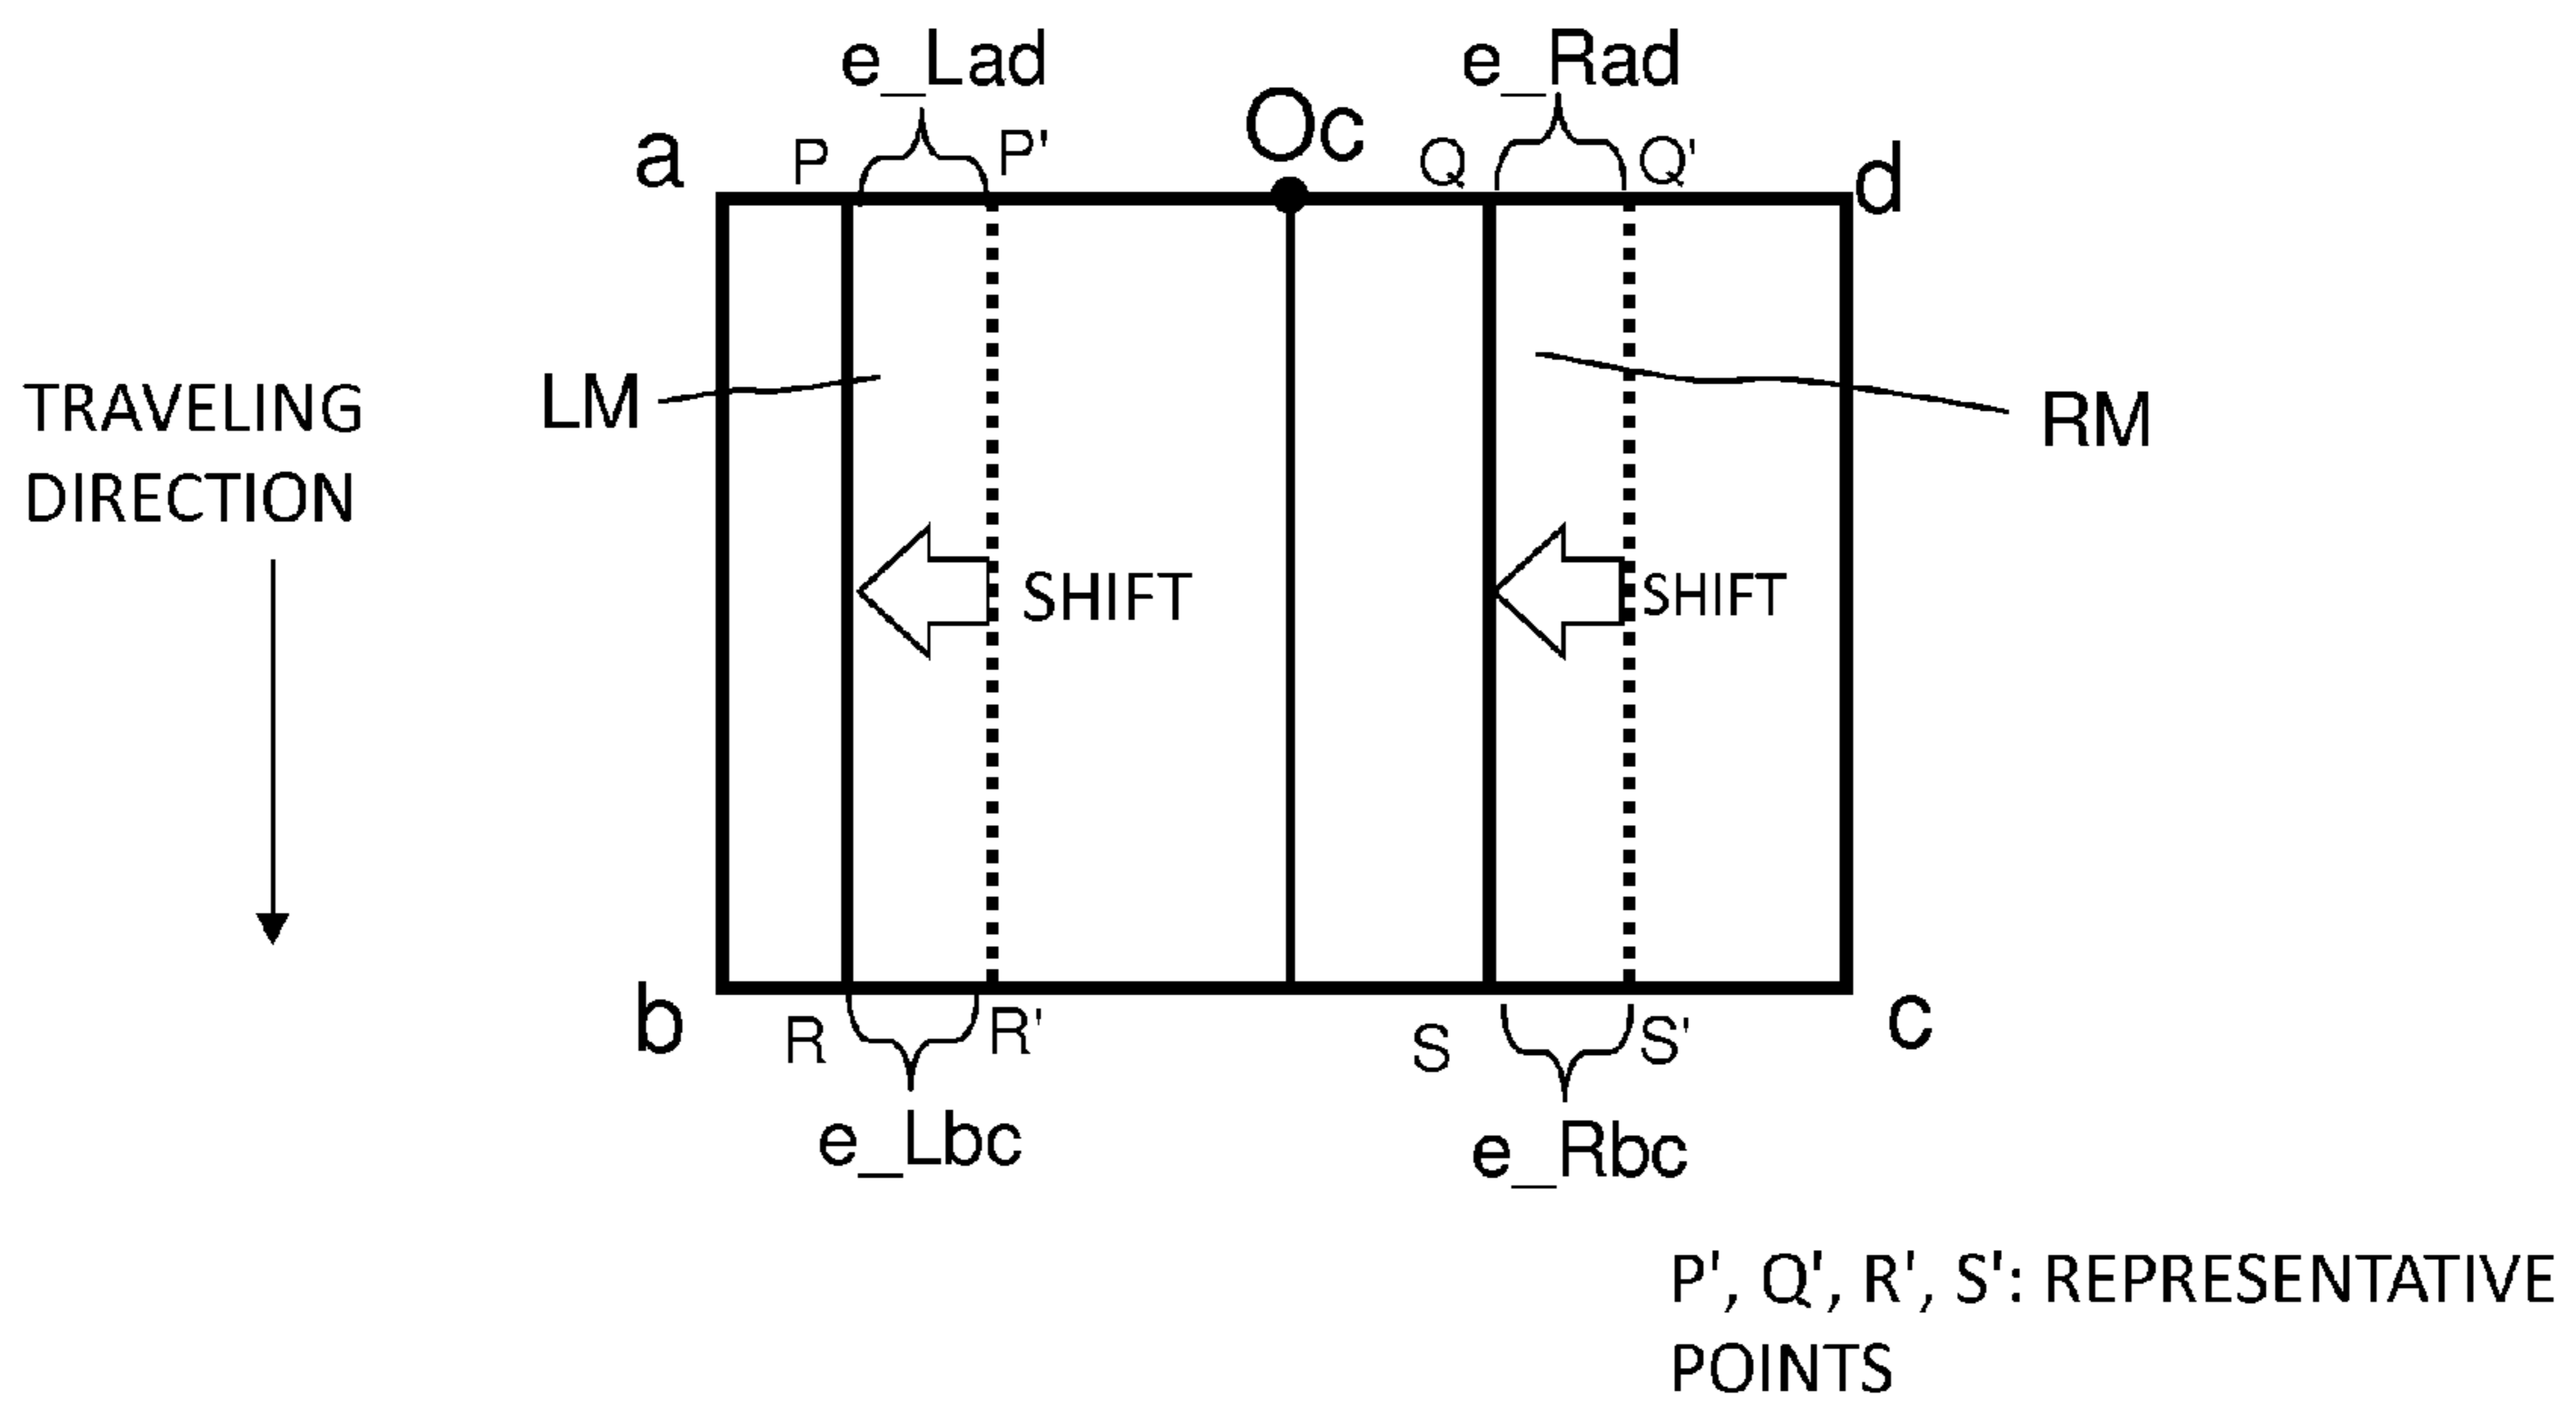 e_Lad
e_Rad
a
P
P'
Oc
Q
Q'
d
LM
RM
TRAVELING
DIRECTION
SHIFT
SHIFT
b
R
R'
S
S'
c
e_Lbc
e_Rbc
P', Q', R', S': REPRESENTATIVE
POINTS